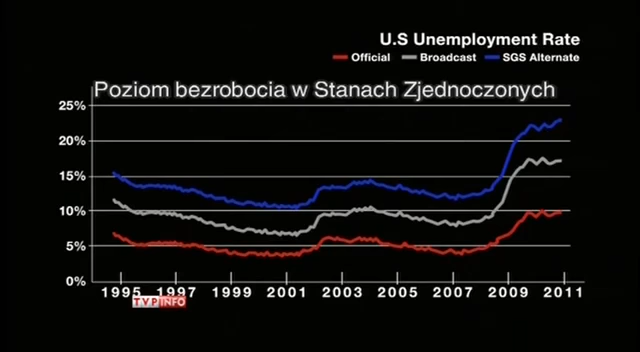 U.S Unemployment Rate
Official Broadcast SGS Alternate
Poziom bezrobocia w Stanach Zjednoczonych
25%
20%
15%
10%
5%
0%
1995 1997 1999 2001 2003 2005 2007 2009 2011
TVP INFO